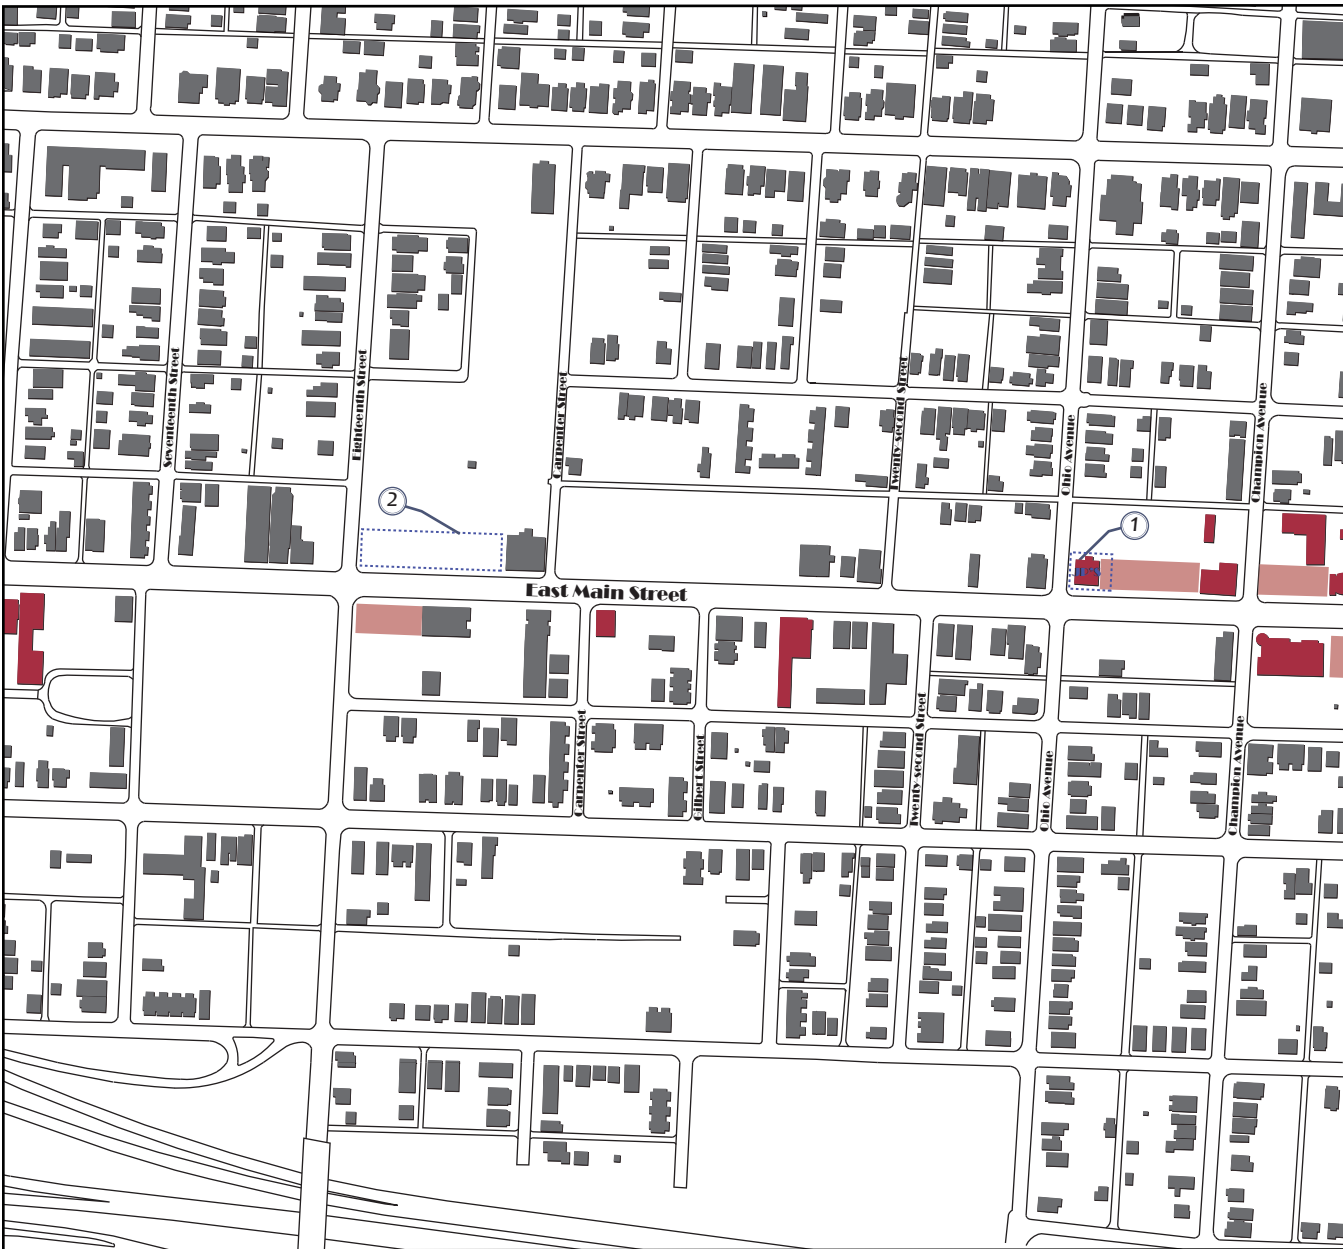 Seventeenth Street
Eighteenth Street
Carpenter Street
Twenty-second Street
Ohio Avenue
Champion Avenue
2
1
East Main Street
Carpenter Street
Gilbert Street
Twenty-second Street
Ohio Avenue
Champion Avenue